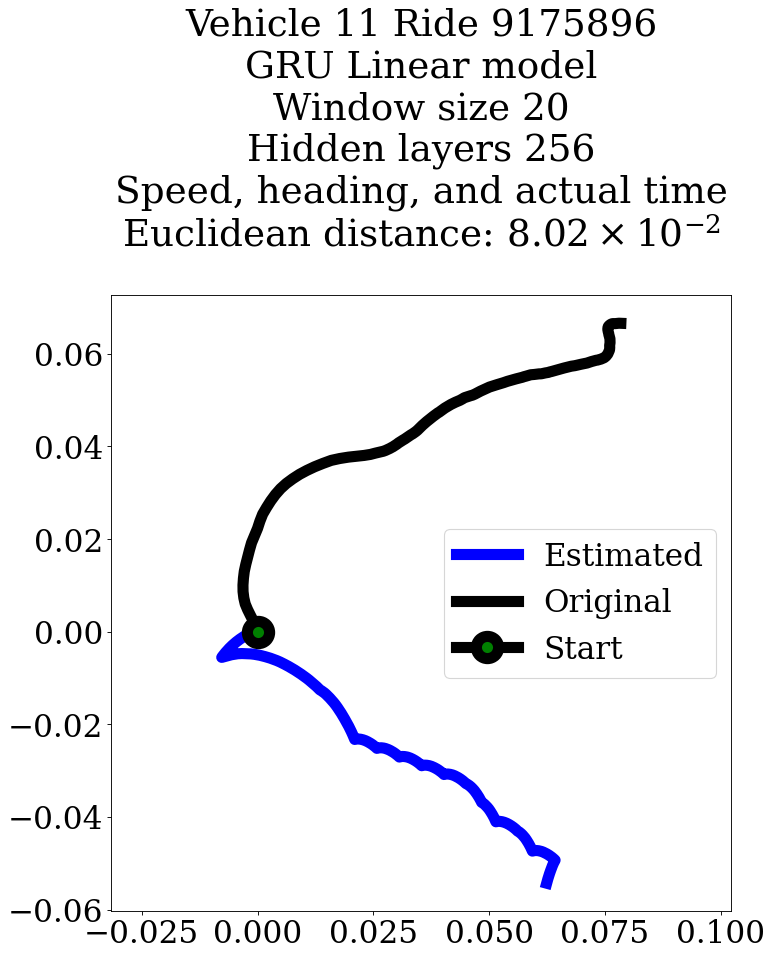 Vehicle 11 Ride 9175896
GRU Linear model
Window size 20
Hidden layers 256
Speed, heading, and actual time
Euclidean distance: 8.02 × 10⁻²
0.06
0.04
0.02
0.00
−0.02
−0.04
−0.06
Estimated
Original
Start
−0.025 0.000 0.025 0.050 0.075 0.100